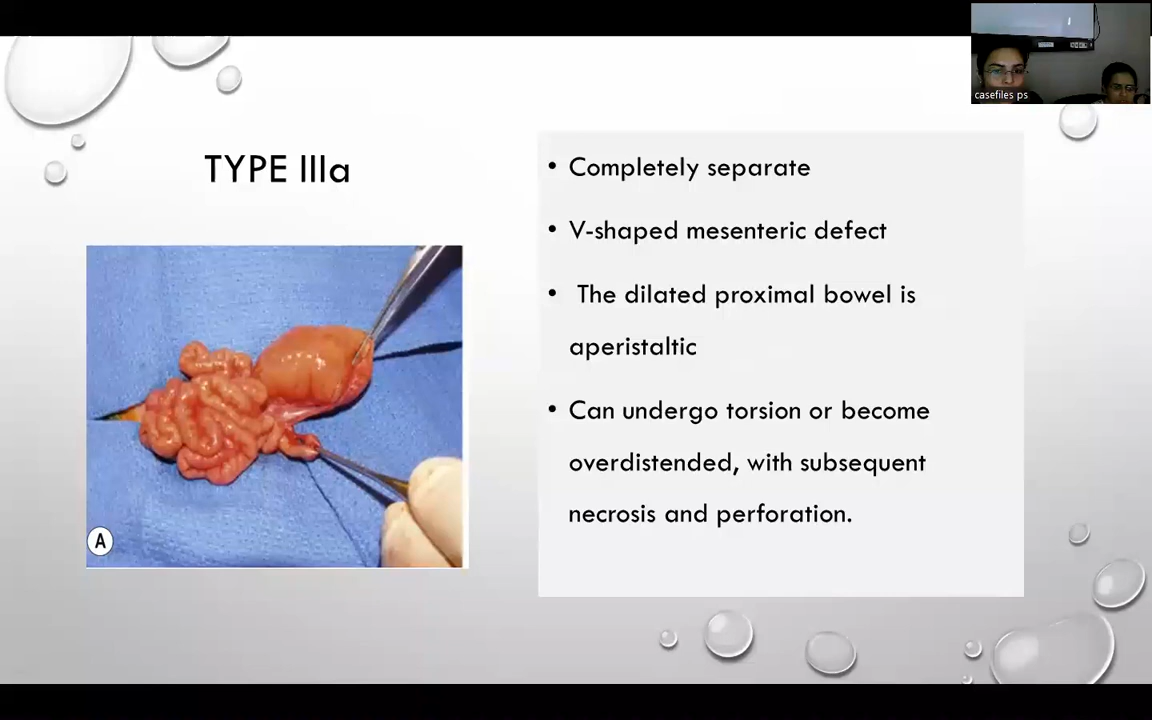 casefiles ps
TYPE IIIa
• Completely separate
• V-shaped mesenteric defect
• The dilated proximal bowel is
aperistaltic
• Can undergo torsion or become
overdistended, with subsequent
necrosis and perforation.
A